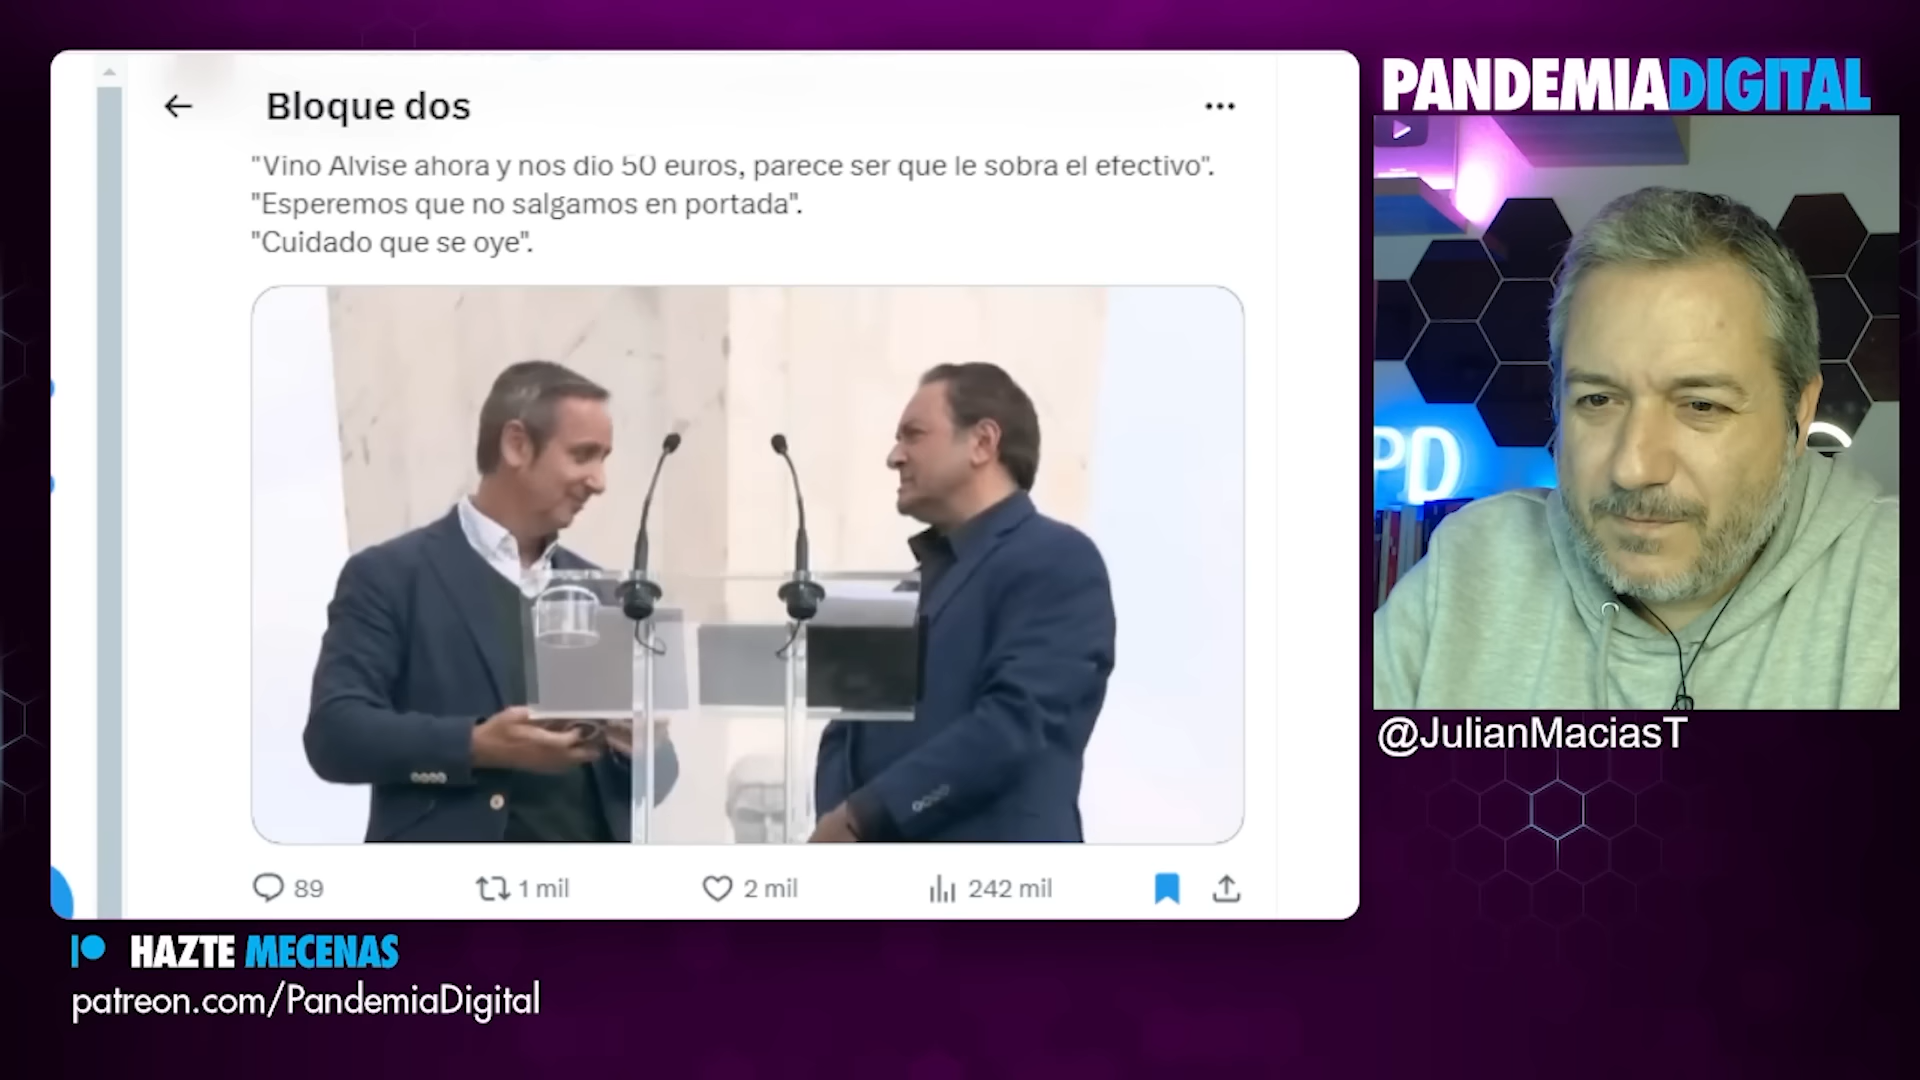 PANDEMIADIGITAL
Bloque dos
"Vino Alvise ahora y nos dio 50 euros, parece ser que le sobra el efectivo".
"Esperemos que no salgamos en portada".
"Cuidado que se oye".
89
1 mil
2 mil
242 mil
PD
@JulianMaciasT
HAZTE MECENAS
patreon.com/PandemiaDigital